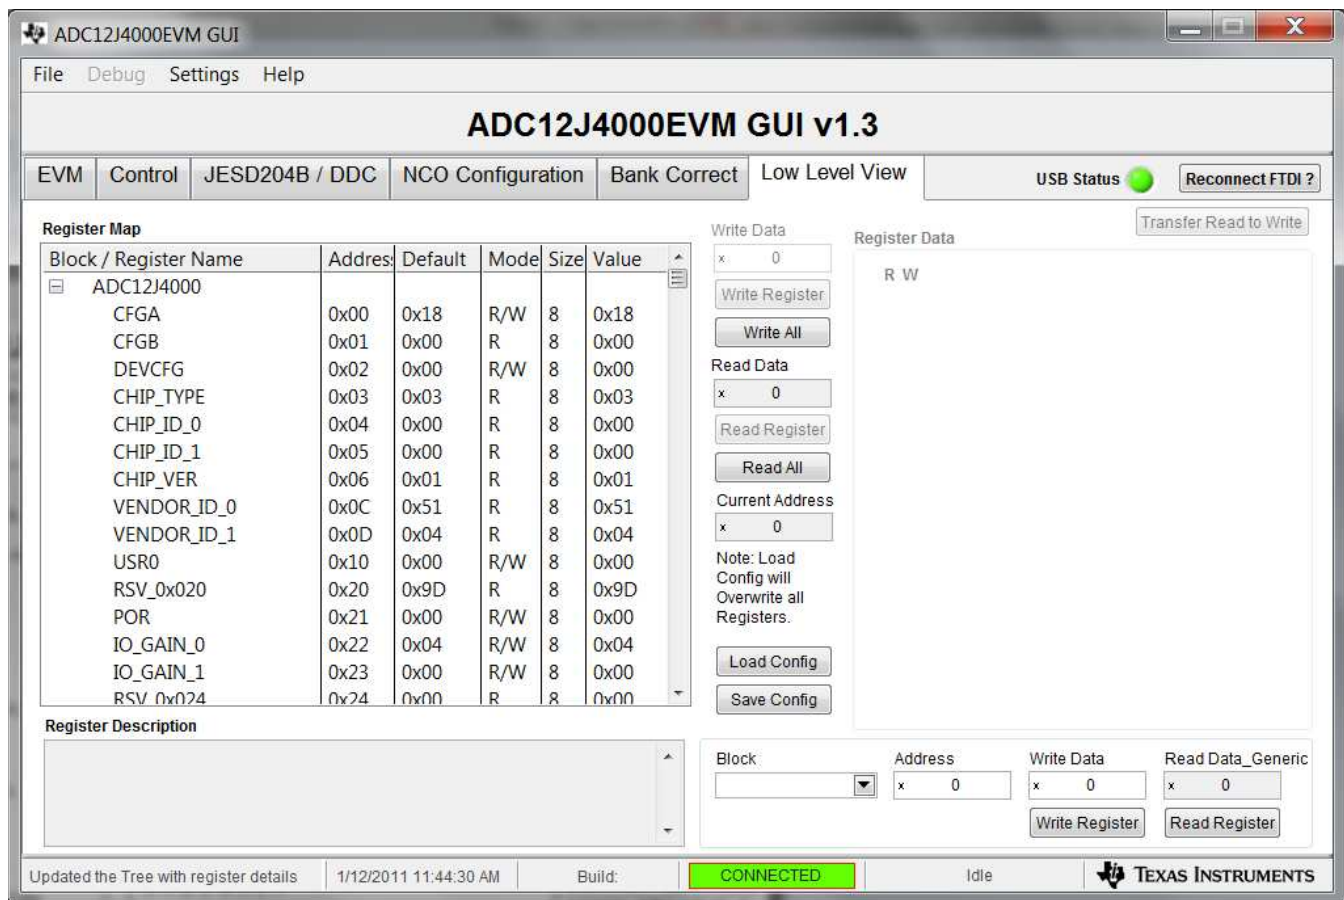 ADC12J4000EVM GUI
File Debug Settings Help
ADC12J4000EVM GUI v1.3
EVM Control JESD204B / DDC NCO Configuration Bank Correct Low Level View USB Status Reconnect FTDI ?
Transfer Read to Write
Register Map
Block / Register Name Addres Default Mode Size Value
ADC12J4000
CFGA 0x00 0x18 R/W 8 0x18
CFGB 0x01 0x00 R 8 0x00
DEVCFG 0x02 0x00 R/W 8 0x00
CHIP_TYPE 0x03 0x03 R 8 0x03
CHIP_ID_0 0x04 0x00 R 8 0x00
CHIP_ID_1 0x05 0x00 R 8 0x00
CHIP_VER 0x06 0x01 R 8 0x01
VENDOR_ID_0 0x0C 0x51 R 8 0x51
VENDOR_ID_1 0x0D 0x04 R 8 0x04
USR0 0x10 0x00 R/W 8 0x00
RSV_0x020 0x20 0x9D R 8 0x9D
POR 0x21 0x00 R/W 8 0x00
IO_GAIN_0 0x22 0x04 R/W 8 0x04
IO_GAIN_1 0x23 0x00 R/W 8 0x00
RSV_0x024 0x24 0x00 R 8 0x00
Write Data
x 0
Write Register
Write All
Read Data
x 0
Read Register
Read All
Current Address
x 0
Note: Load
Config will
Overwrite all
Registers.
Load Config
Save Config
Register Data
R W
Register Description
Block Address Write Data Read Data_Generic
x 0 x 0 x 0
Write Register Read Register
Updated the Tree with register details 1/12/2011 11:44:30 AM Build: CONNECTED Idle TEXAS INSTRUMENTS